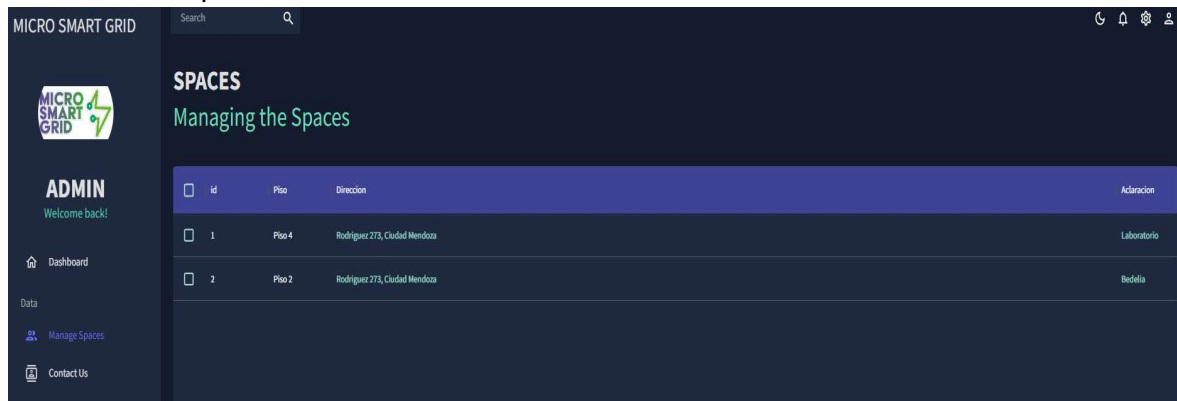 MICRO SMART GRID
Search
MICRO
SMART
GRID
ADMIN
Welcome back!
Dashboard
Data
Manage Spaces
Contact Us
SPACES
Managing the Spaces
id Piso Direccion Aclaracion
1 Piso 4 Rodriguez 273, Ciudad Mendoza Laboratorio
2 Piso 2 Rodriguez 273, Ciudad Mendoza Bedelia